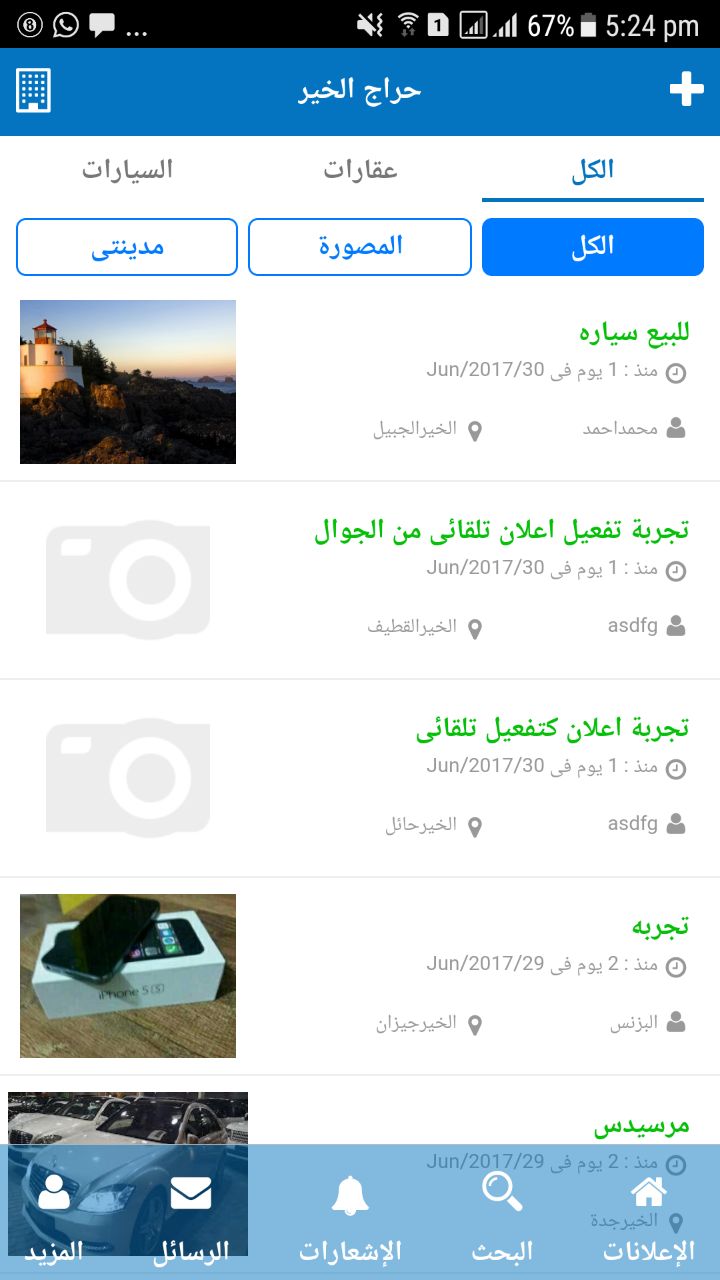 67% 5:24 pm
حراج الخير
الكل عقارات السيارات
الكل المصورة مدينتى
للبيع سياره
منذ : 1 يوم فى 30/Jun/2017
محمداحمد الخيرالجبيل
تجربة تفعيل اعلان تلقائى من الجوال
منذ : 1 يوم فى 30/Jun/2017
asdfg الخيرالقطيف
تجربة اعلان كتفعيل تلقائى
منذ : 1 يوم فى 30/Jun/2017
asdfg الخيرحائل
تجربه
منذ : 2 يوم فى 29/Jun/2017
البزنس الخيرجيزان
iPhone 5S
مرسيدس
منذ : 2 يوم فى 29/Jun/2017
الخيرجدة
الإعلانات البحث الإشعارات الرسائل المزيد